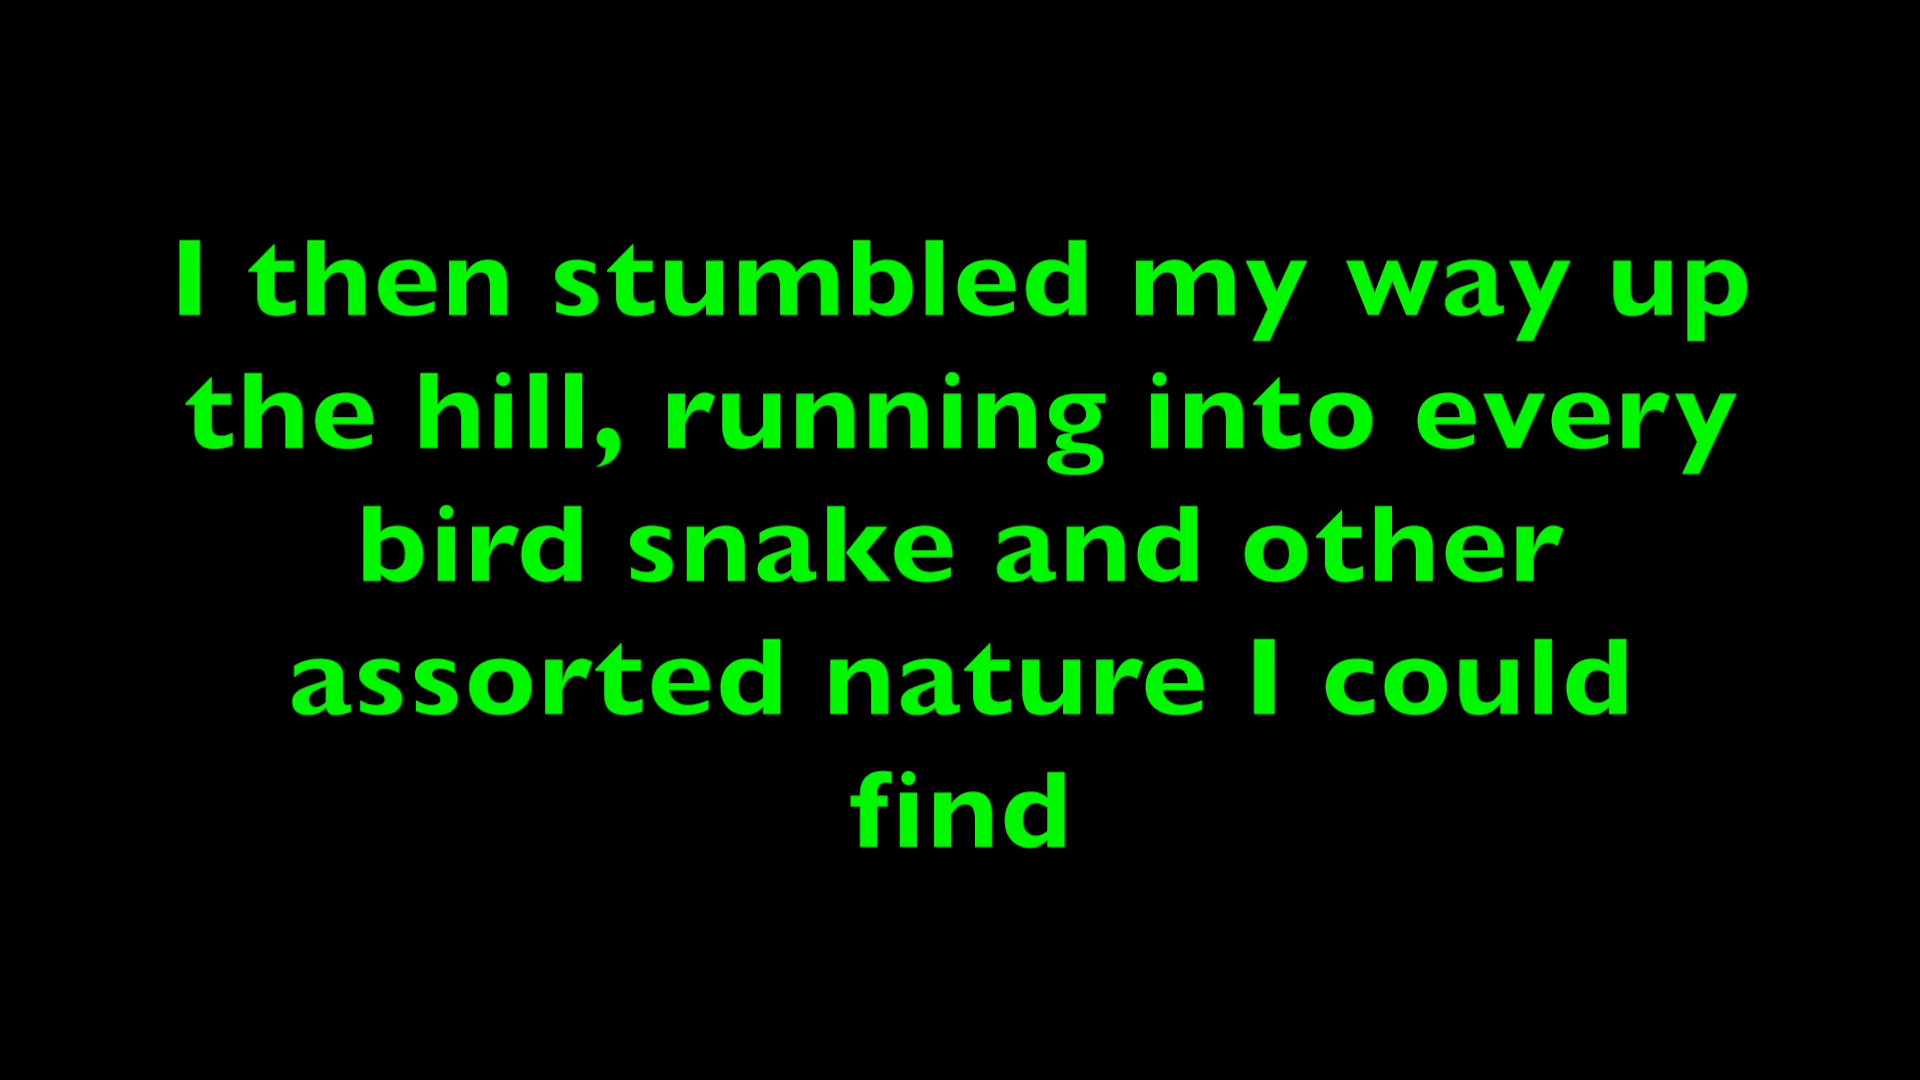 I then stumbled my way up
the hill, running into every
bird snake and other
assorted nature I could
find